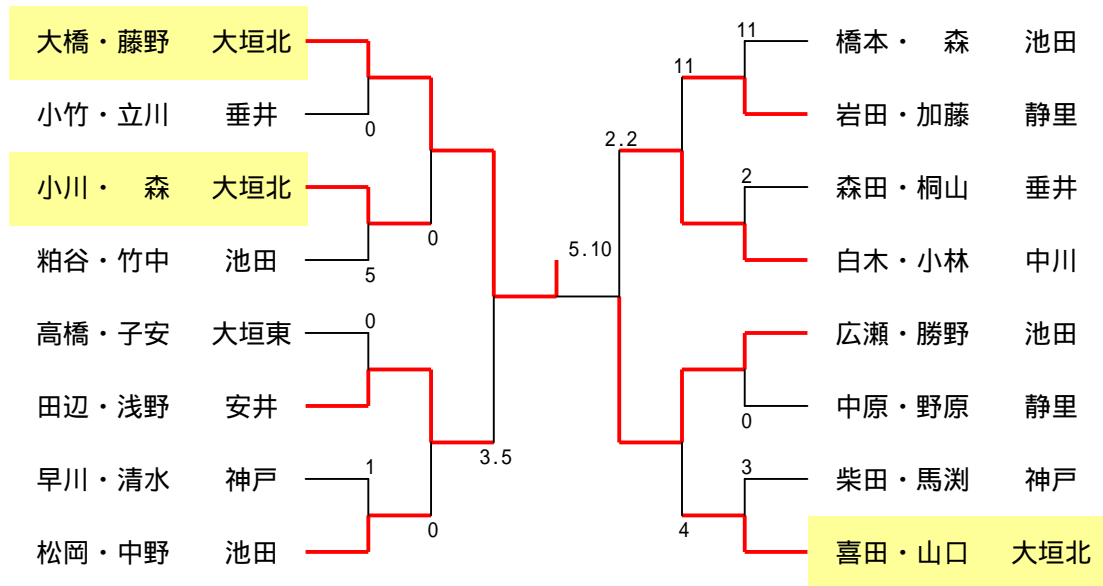 大橋・藤野 大垣北
小竹・立川 垂井
0
小川・ 森 大垣北
0
粕谷・竹中 池田
5
高橋・子安 大垣東
0
田辺・浅野 安井
3.5
早川・清水 神戸
1
松岡・中野 池田
0
5.10
橋本・ 森 池田
11
11
岩田・加藤 静里
2.2
森田・桐山 垂井
2
白木・小林 中川
広瀬・勝野 池田
中原・野原 静里
0
柴田・馬渕 神戸
3
4
喜田・山口 大垣北